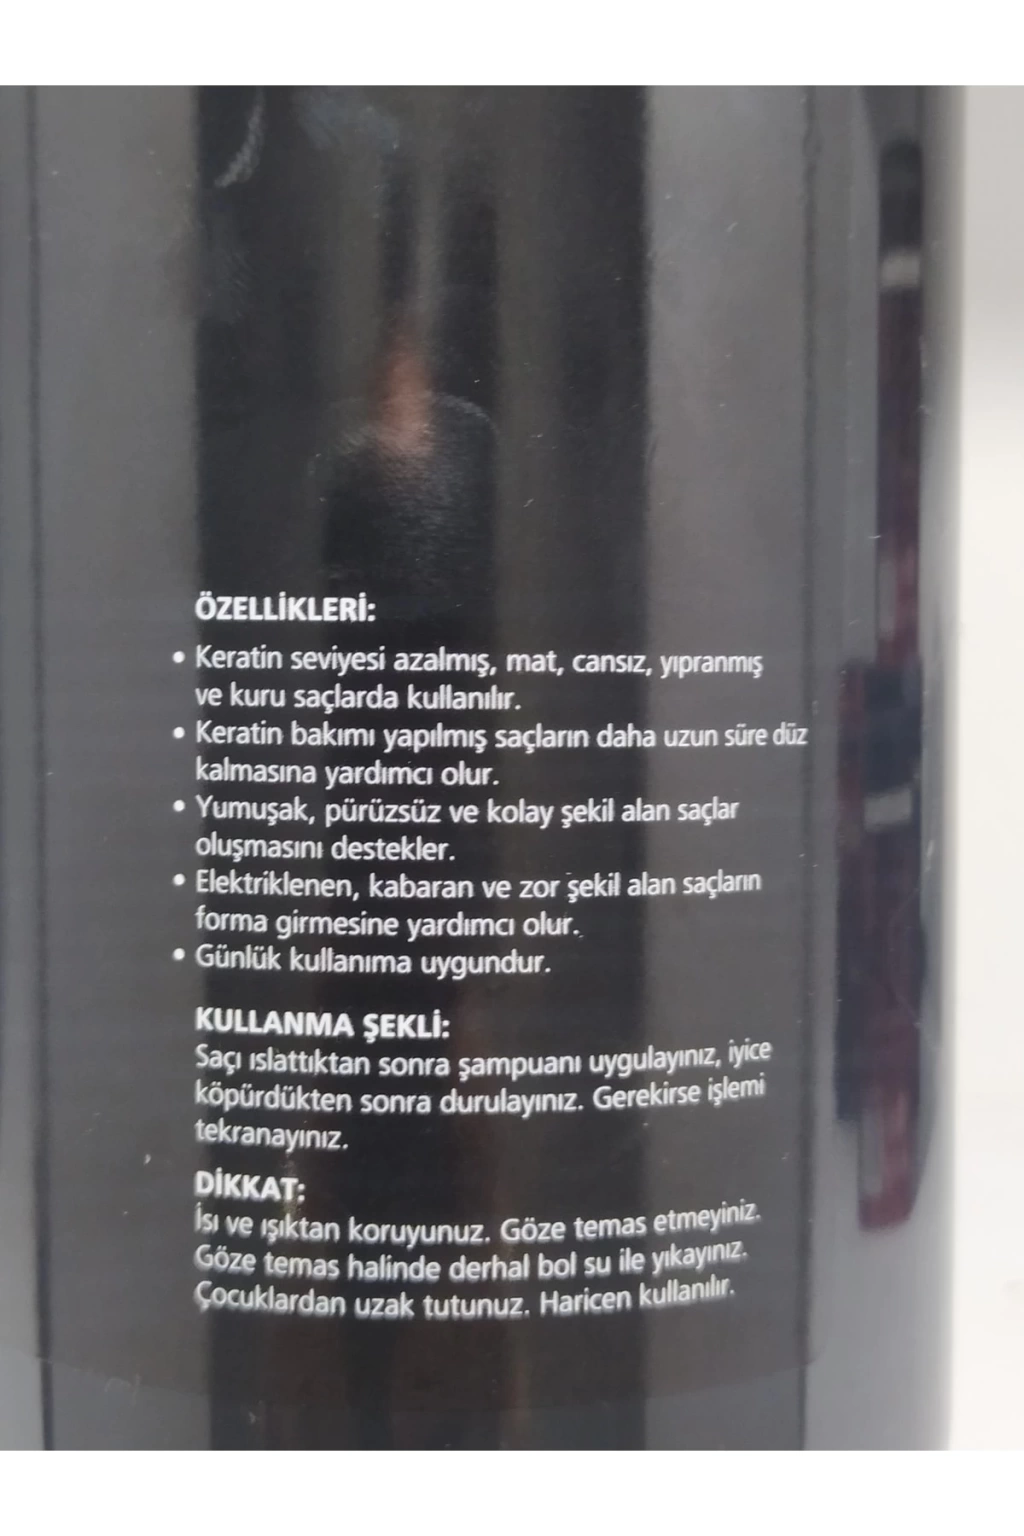 ÖZELLİKLERİ:
• Keratin seviyesi azalmış, mat, cansız, yıpranmış
ve kuru saçlarda kullanılır.
• Keratin bakımı yapılmış saçların daha uzun süre düz
kalmasına yardımcı olur.
• Yumuşak, pürüzsüz ve kolay şekil alan saçlar
oluşmasını destekler.
• Elektriklenen, kabaran ve zor şekil alan saçların
forma girmesine yardımcı olur.
• Günlük kullanıma uygundur.
KULLANMA ŞEKLİ:
Saçı ıslattıktan sonra şampuanı uygulayınız, iyice
köpürdükten sonra durulayınız. Gerekirse işlemi
tekranayınız.
DİKKAT:
İsı ve ışıktan koruyunuz. Göze temas etmeyiniz.
Göze temas halinde derhal bol su ile yıkayınız.
Çocuklardan uzak tutunuz. Haricen kullanılır.